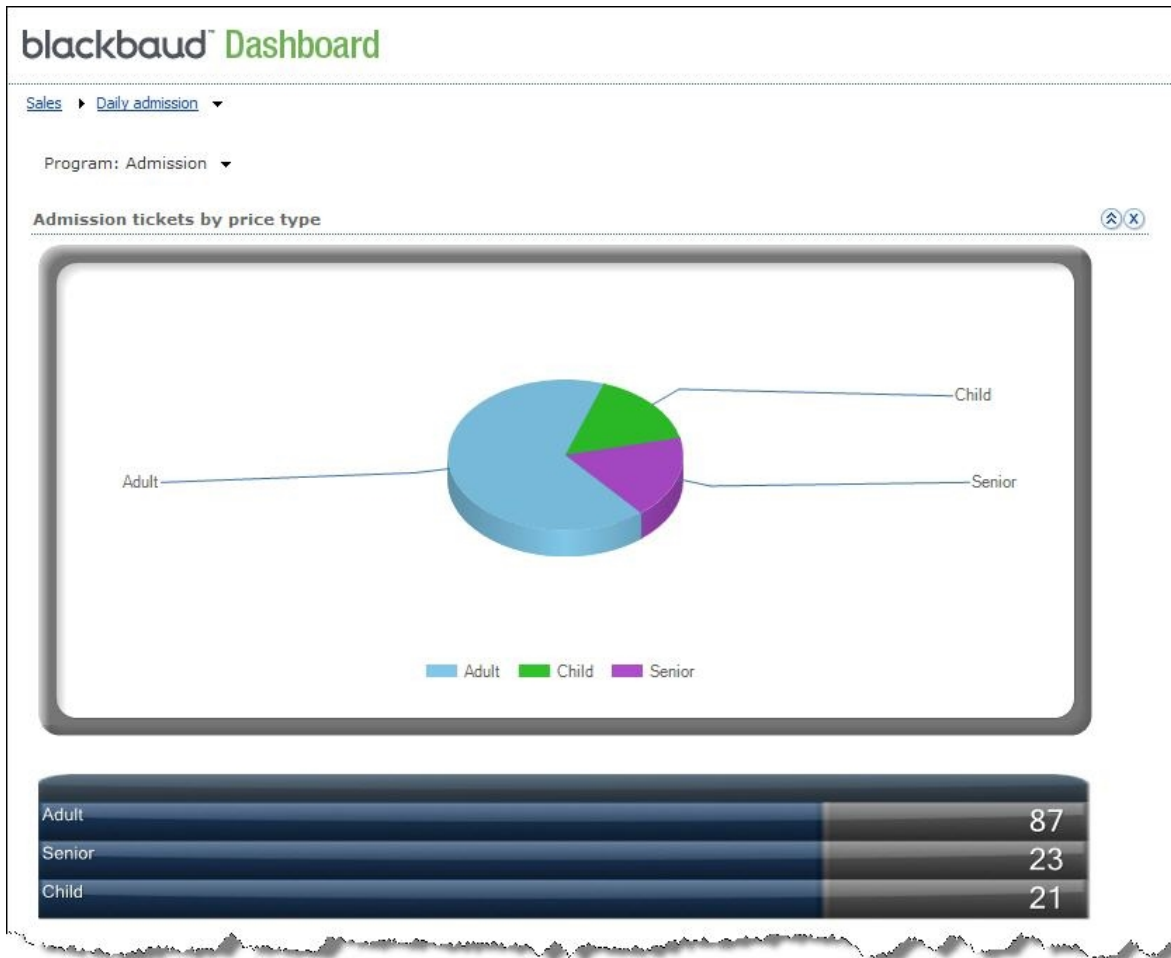 blackbaud™ Dashboard
Sales Daily admission
Program: Admission
Admission tickets by price type
X
Child
Adult
Senior
Adult Child Senior
Adult 87
Senior 23
Child 21